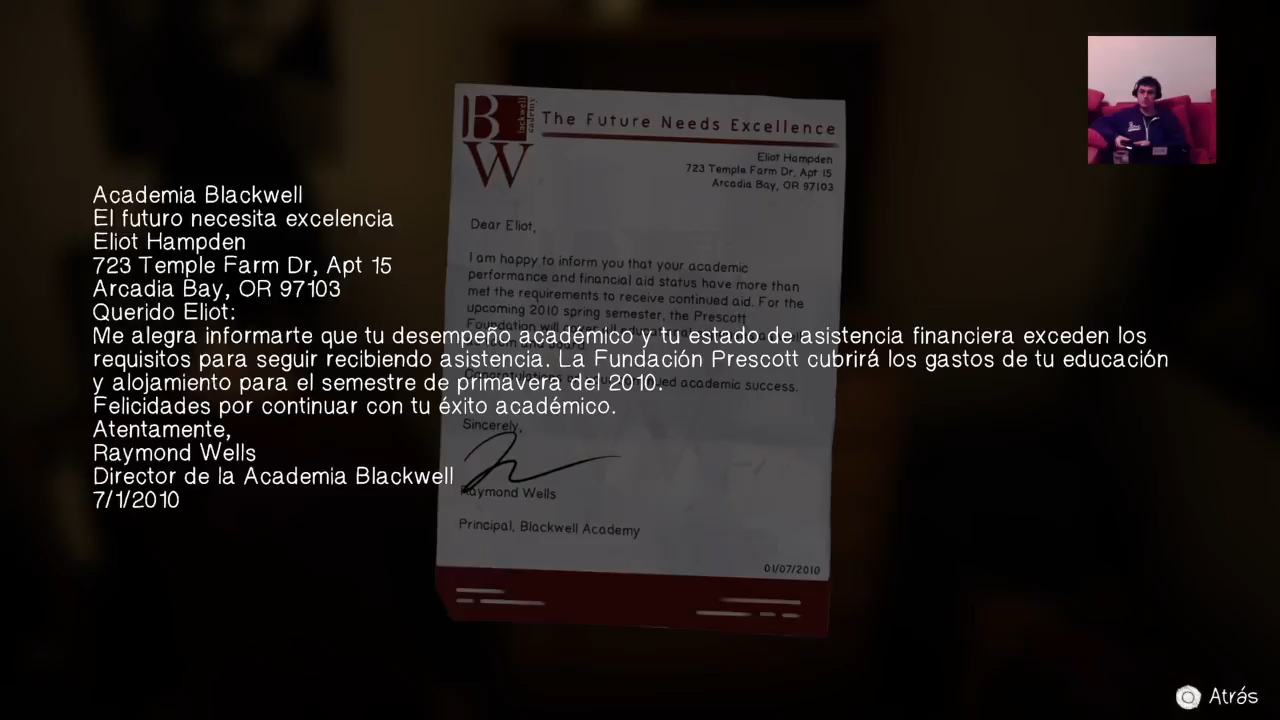 BW
Blackwell
Academy
The Future Needs Excellence
Eliot Hampden
723 Temple Farm Dr, Apt 15
Arcadia Bay, OR 97103
Dear Eliot,
I am happy to inform you that your academic
performance and financial aid status have more than
met the requirements to receive continued aid. For the
upcoming 2010 spring semester, the Prescott
Foundation will
Sincerely,
Raymond Wells
Principal, Blackwell Academy
01/07/2010
Academia Blackwell
El futuro necesita excelencia
Eliot Hampden
723 Temple Farm Dr, Apt 15
Arcadia Bay, OR 97103
Querido Eliot:
Me alegra informarte que tu desempeño académico y tu estado de asistencia financiera exceden los
requisitos para seguir recibiendo asistencia. La Fundación Prescott cubrirá los gastos de tu educación
y alojamiento para el semestre de primavera del 2010.
Felicidades por continuar con tu éxito académico.
Atentamente,
Raymond Wells
Director de la Academia Blackwell
7/1/2010
Atrás